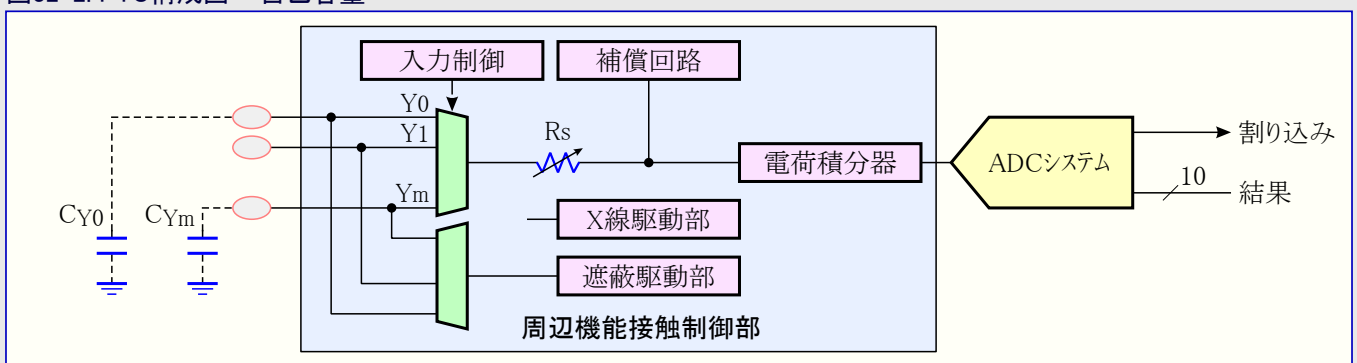 入力制御
補償回路
Y0
Y1
Ym
Rs
電荷積分器
ADCシステム
割り込み
10
結果
CY0
CYm
X線駆動部
遮蔽駆動部
周辺機能接触制御部